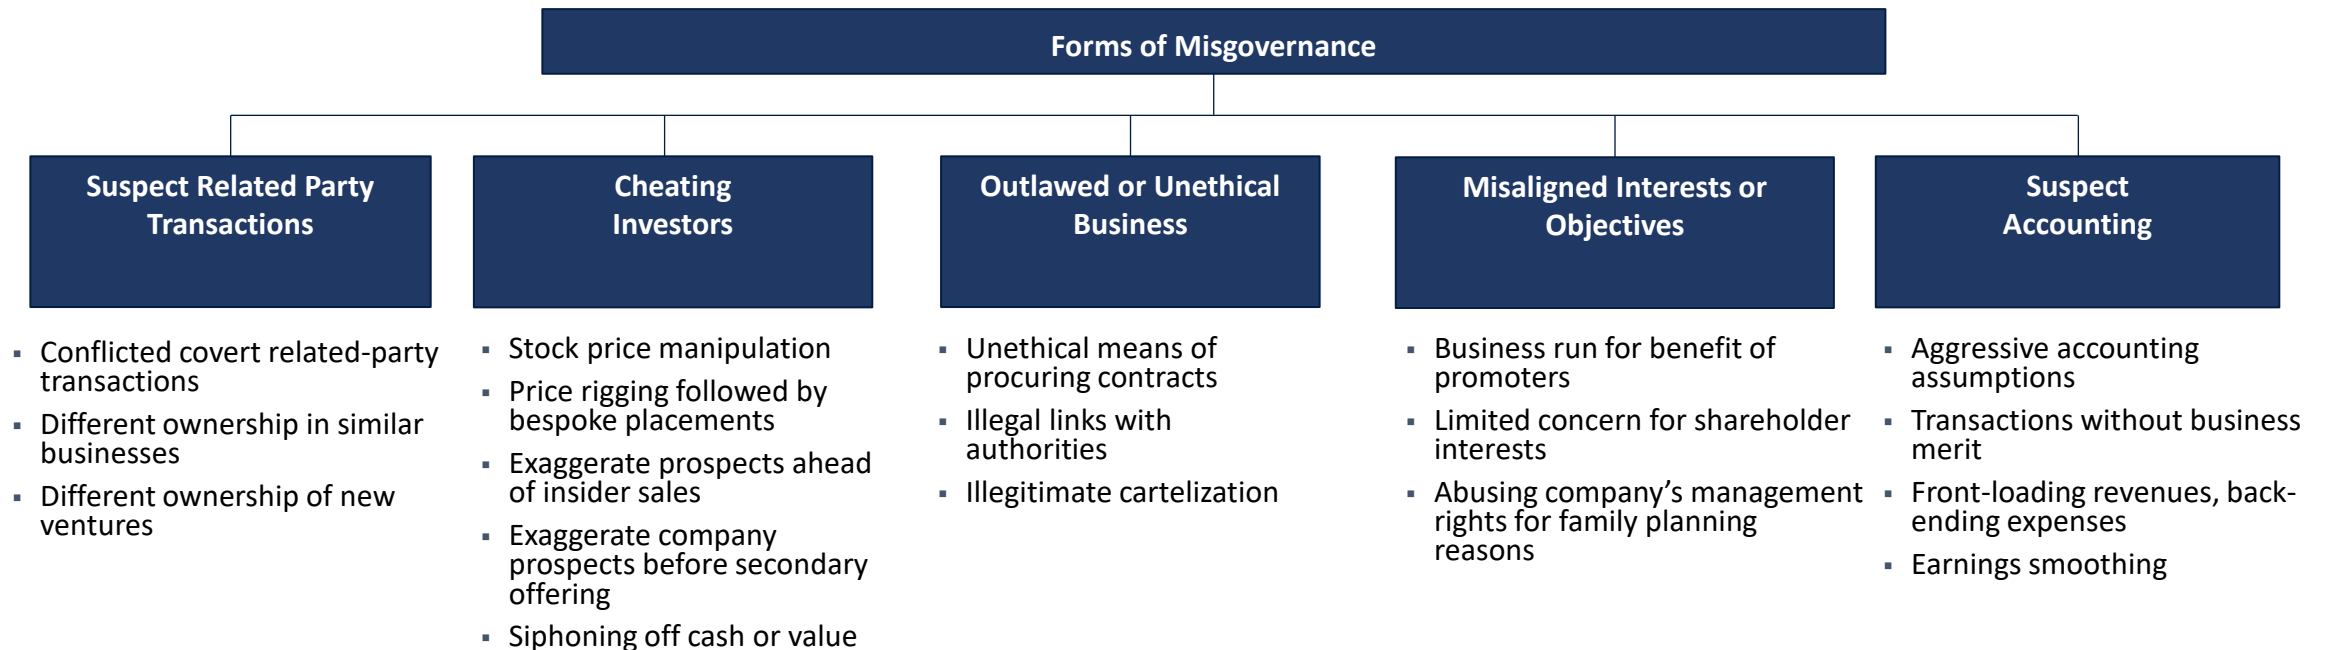 Forms of Misgovernance
Suspect Related Party
Transactions
Conflicted covert related-party
transactions
Different ownership in similar
businesses
Different ownership of new
ventures
Cheating
Investors
Stock price manipulation
Price rigging followed by
bespoke placements
Exaggerate prospects ahead
of insider sales
Exaggerate company
prospects before secondary
offering
Siphoning off cash or value
Outlawed or Unethical
Business
Unethical means of
procuring contracts
Illegal links with
authorities
Illegitimate cartelization
Misaligned Interests or
Objectives
Business run for benefit of
promoters
Limited concern for shareholder
interests
Abusing company’s management
rights for family planning
reasons
Suspect
Accounting
Aggressive accounting
assumptions
Transactions without business
merit
Front-loading revenues, back-
ending expenses
Earnings smoothing